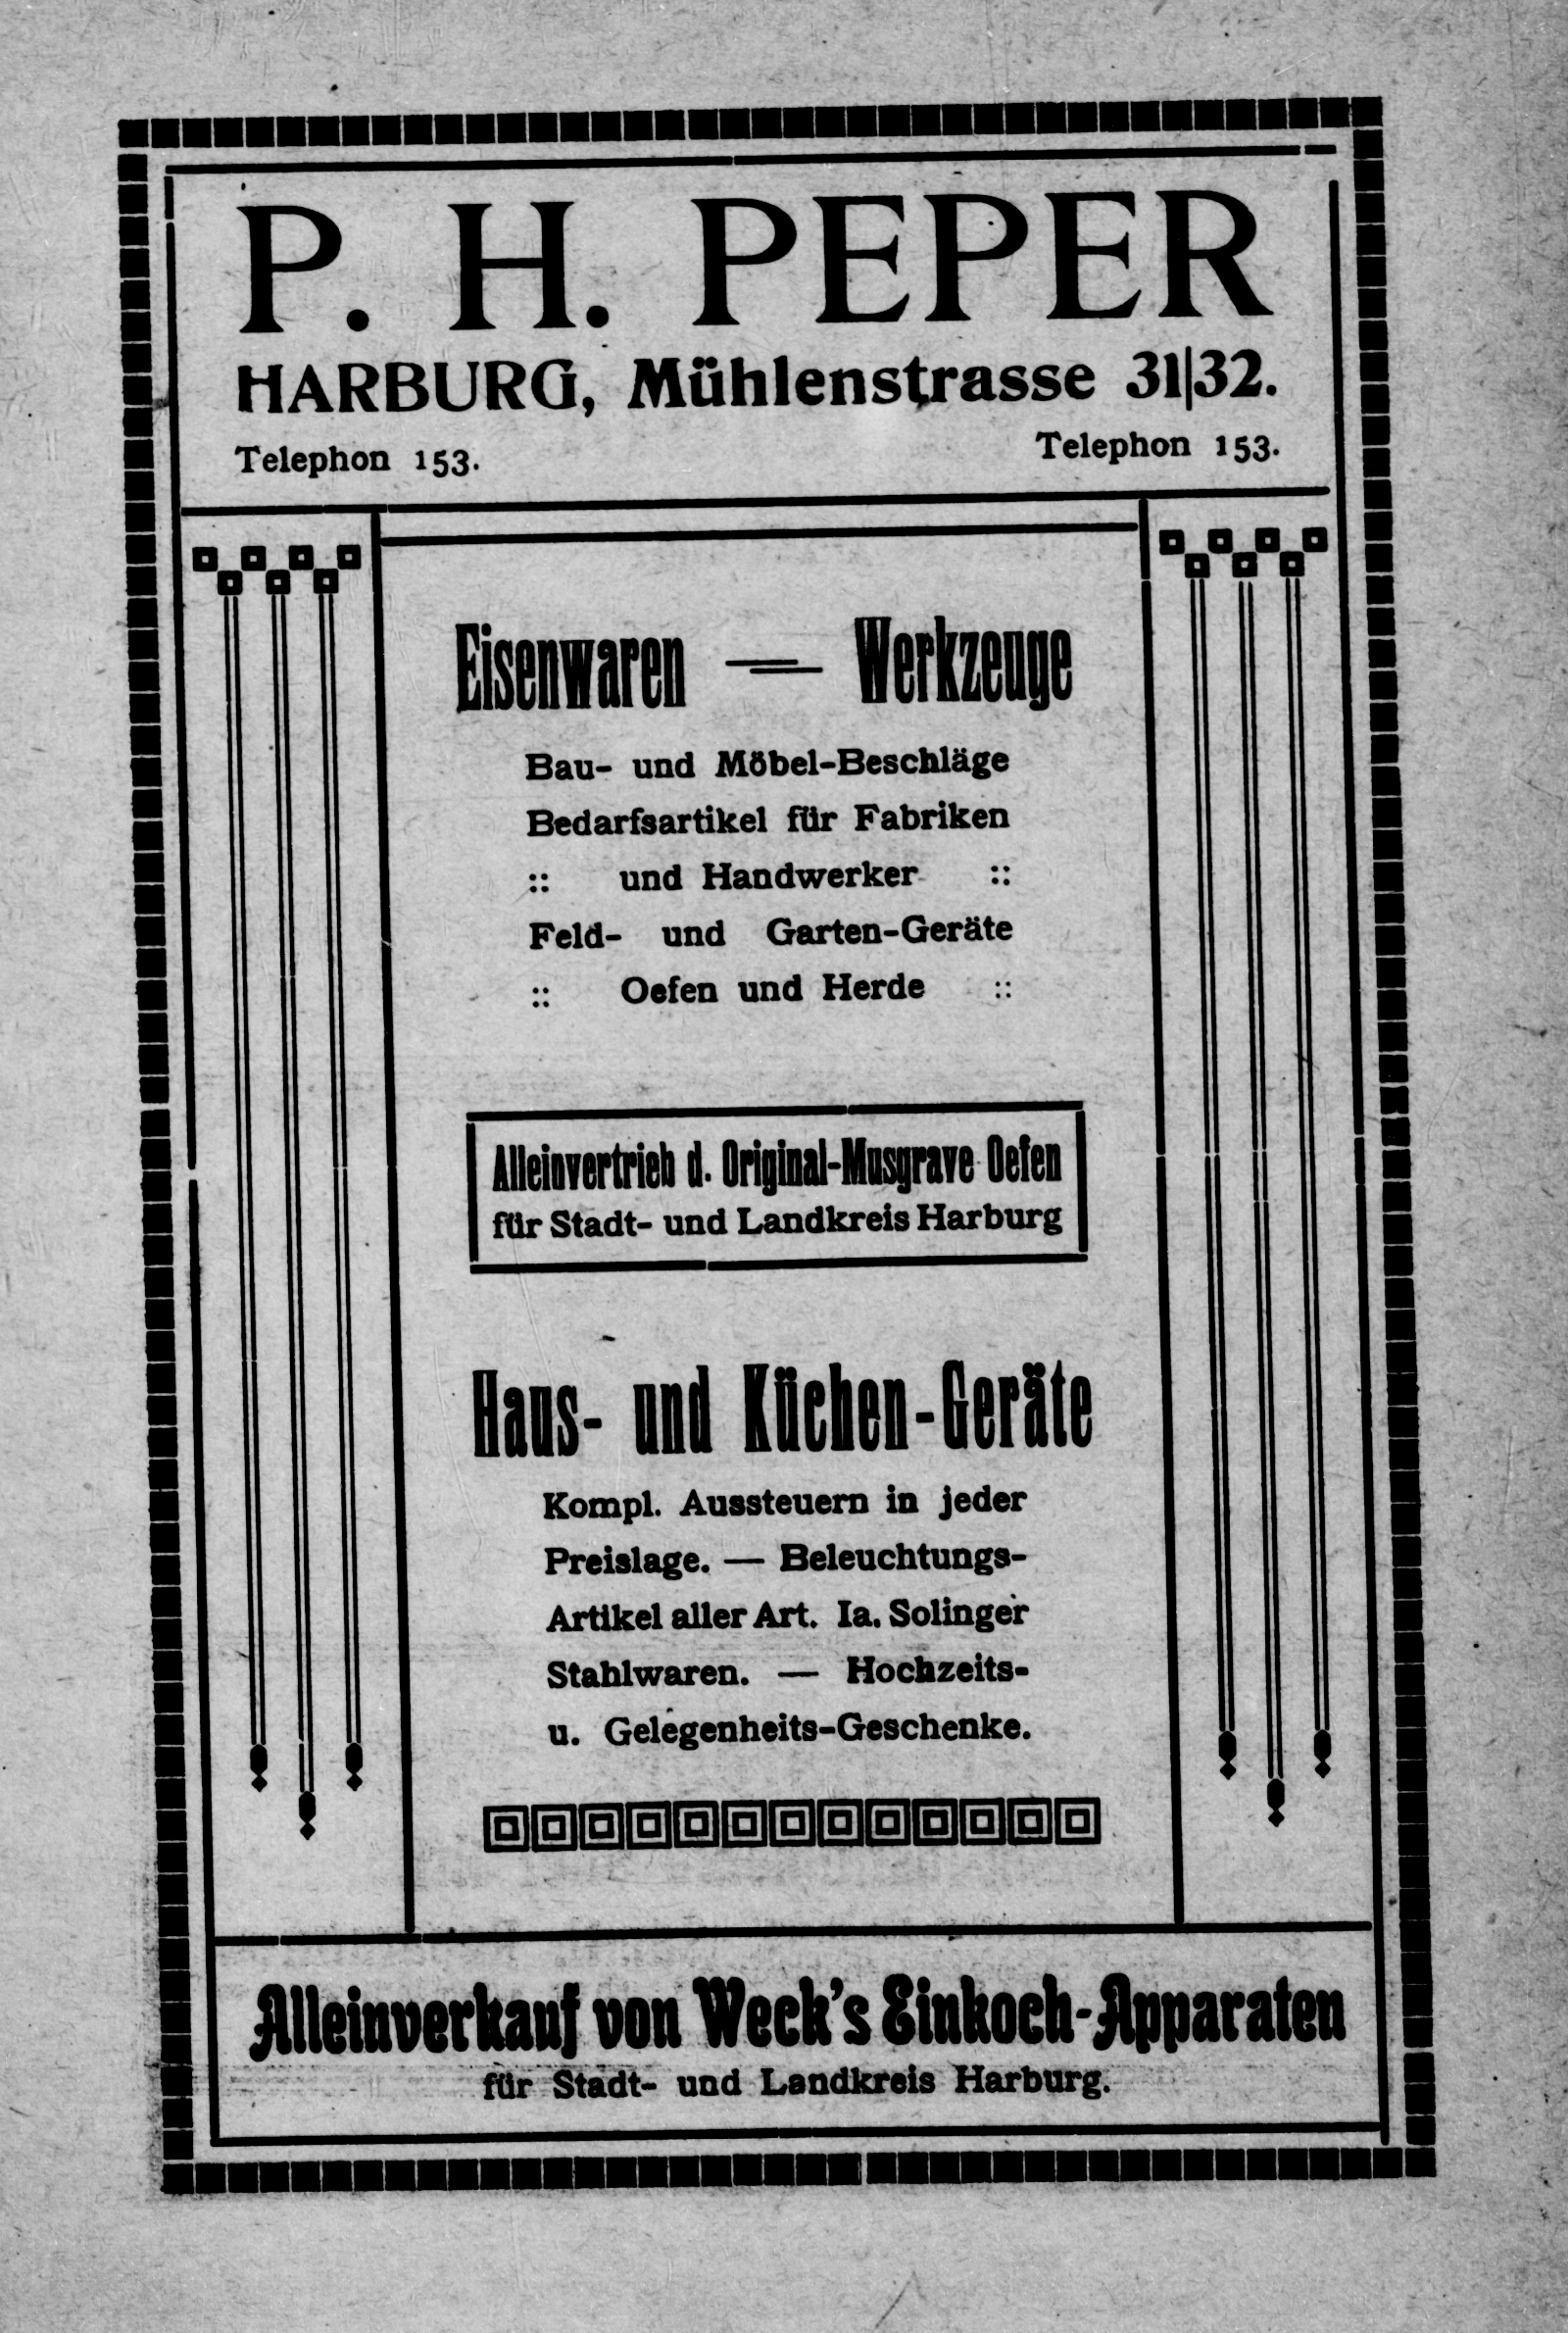 P. H. PEPER
HARBURG, Mühlenstrasse 31|32.
Telephon 153. Telephon 153.
Eisenwaren — Werkzeuge
Bau- und Möbel-Beschläge
Bedarfsartikel für Fabriken
:: und Handwerker ::
Feld- und Garten-Geräte
:: Oefen und Herde ::
Alleinvertrieb d. Original-Musgrave Oefen
für Stadt- und Landkreis Harburg
Haus- und Küchen-Geräte
Kompl. Aussteuern in jeder
Preislage. — Beleuchtungs-
Artikel aller Art. Ia. Solinger
Stahlwaren. — Hochzeits-
u. Gelegenheits-Geschenke.
Alleinverkauf von Weck's Einkoch-Apparaten
für Stadt- und Landkreis Harburg.